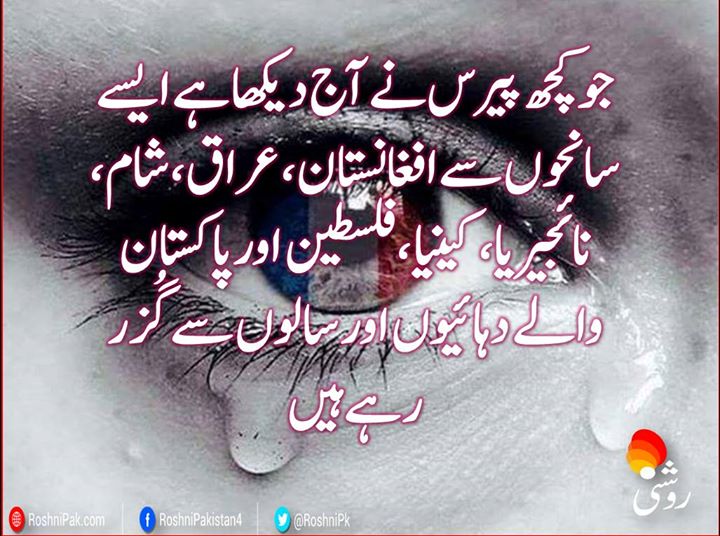 جو کچھ پیرس نے آج دیکھا ہے ایسے
سانحوں سے افغانستان، عراق، شام،
نائجیریا، کینیا، فلسطین اور پاکستان
والے دہائیوں اور سالوں سے گُزر
رہے ہیں
روشنی
RoshniPak.com
RoshniPakistan4
@RoshniPk